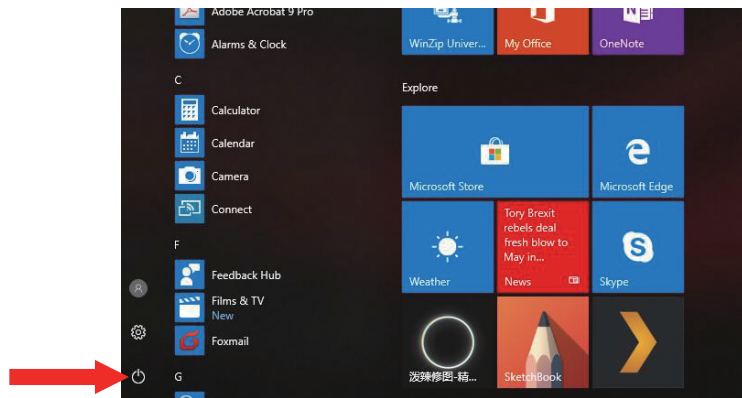 Adobe Acrobat 9 Pro
Alarms & Clock
C
Calculator
Calendar
Camera
Connect
F
Feedback Hub
Films & TV
New
Foxmail
G
WinZip Univer...
My Office
OneNote
Explore
Microsoft Store
Microsoft Edge
Weather
Tory Brexit
rebels deal
fresh blow to
May in...
News
Skype
泼辣修图-精...
SketchBook